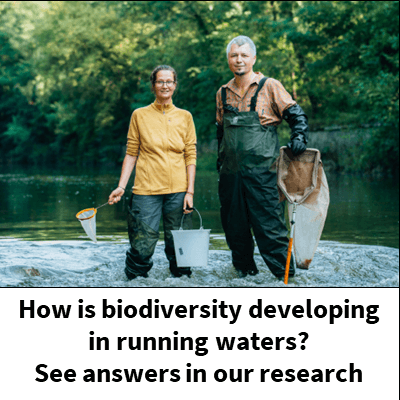 How is biodiversity developing
in running waters?
See answers in our research